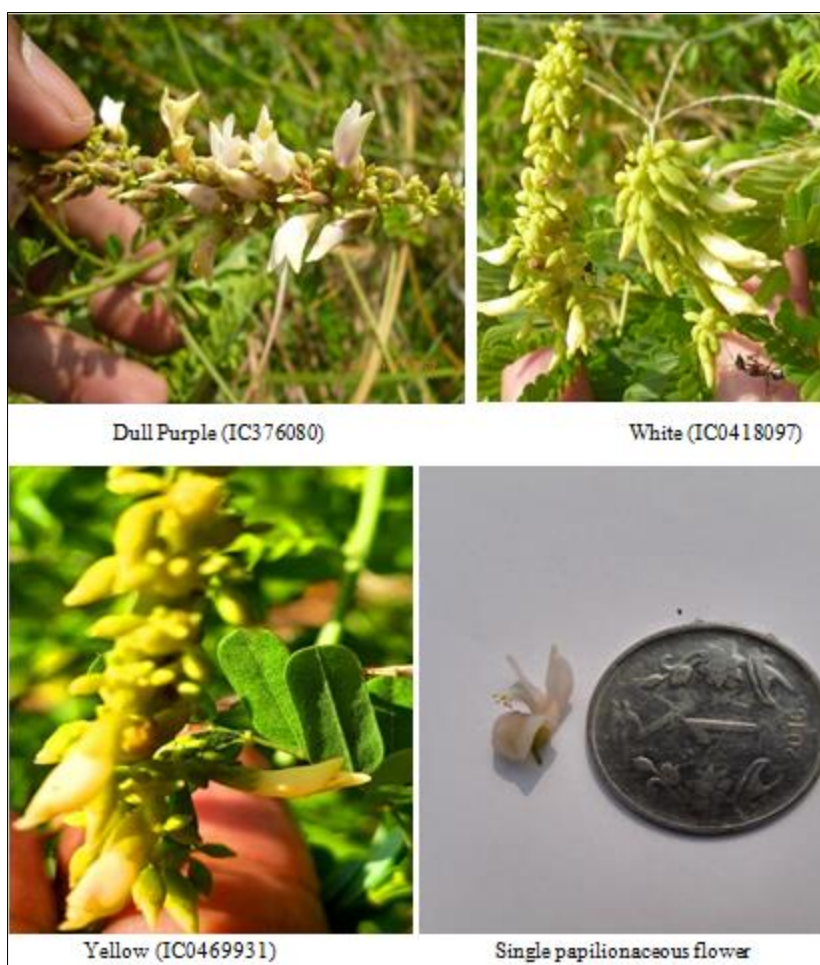 Dull Purple (IC376080)
White (IC0418097)
Yellow (IC0469931)
Single papilionaceous flower